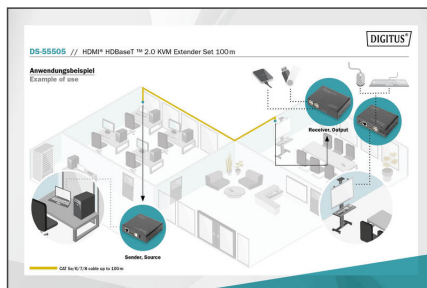 DIGITUS®
DS-55505 // HDMI® HDBaseT ™ 2.0 KVM Extender Set 100 m
Anwendungsbeispiel
Example of use
Receiver, Output
Sender, Source
CAT 5e/6/7/8 cable up to 100 m